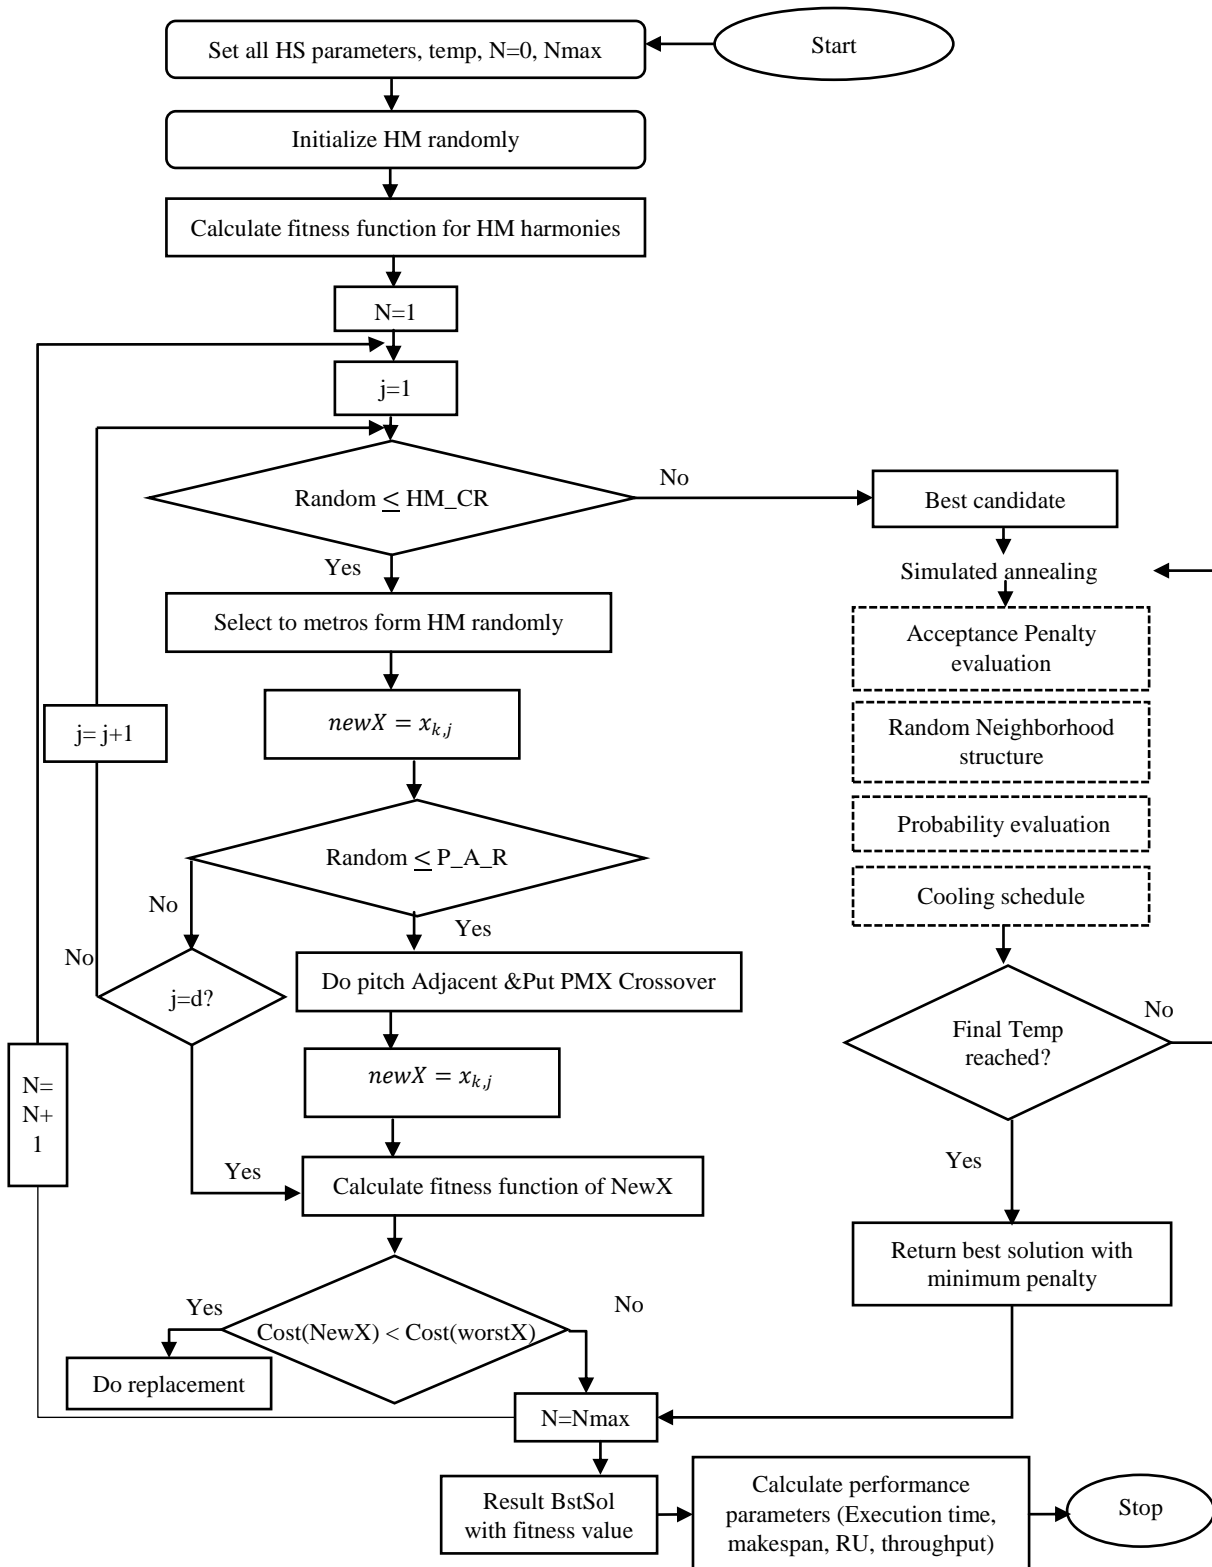 Start
Set all HS parameters, temp, N=0, Nmax
Initialize HM randomly
Calculate fitness function for HM harmonies
N=1
j=1
Random ≤ HM_CR
No
Best candidate
Yes
Simulated annealing
Select to metros form HM randomly
Acceptance Penalty
evaluation
newX = x_{k,j}
j= j+1
Random Neighborhood
structure
Probability evaluation
Random ≤ P_A_R
Cooling schedule
No
Yes
No
Do pitch Adjacent &Put PMX Crossover
j=d?
No
Final Temp
reached?
N=
N+
1
newX = x_{k,j}
Yes
Yes
Calculate fitness function of NewX
Return best solution with
minimum penalty
Yes
No
Cost(NewX) < Cost(worstX)
Do replacement
N=Nmax
Result BstSol
with fitness value
Calculate performance
parameters (Execution time,
makespan, RU, throughput)
Stop